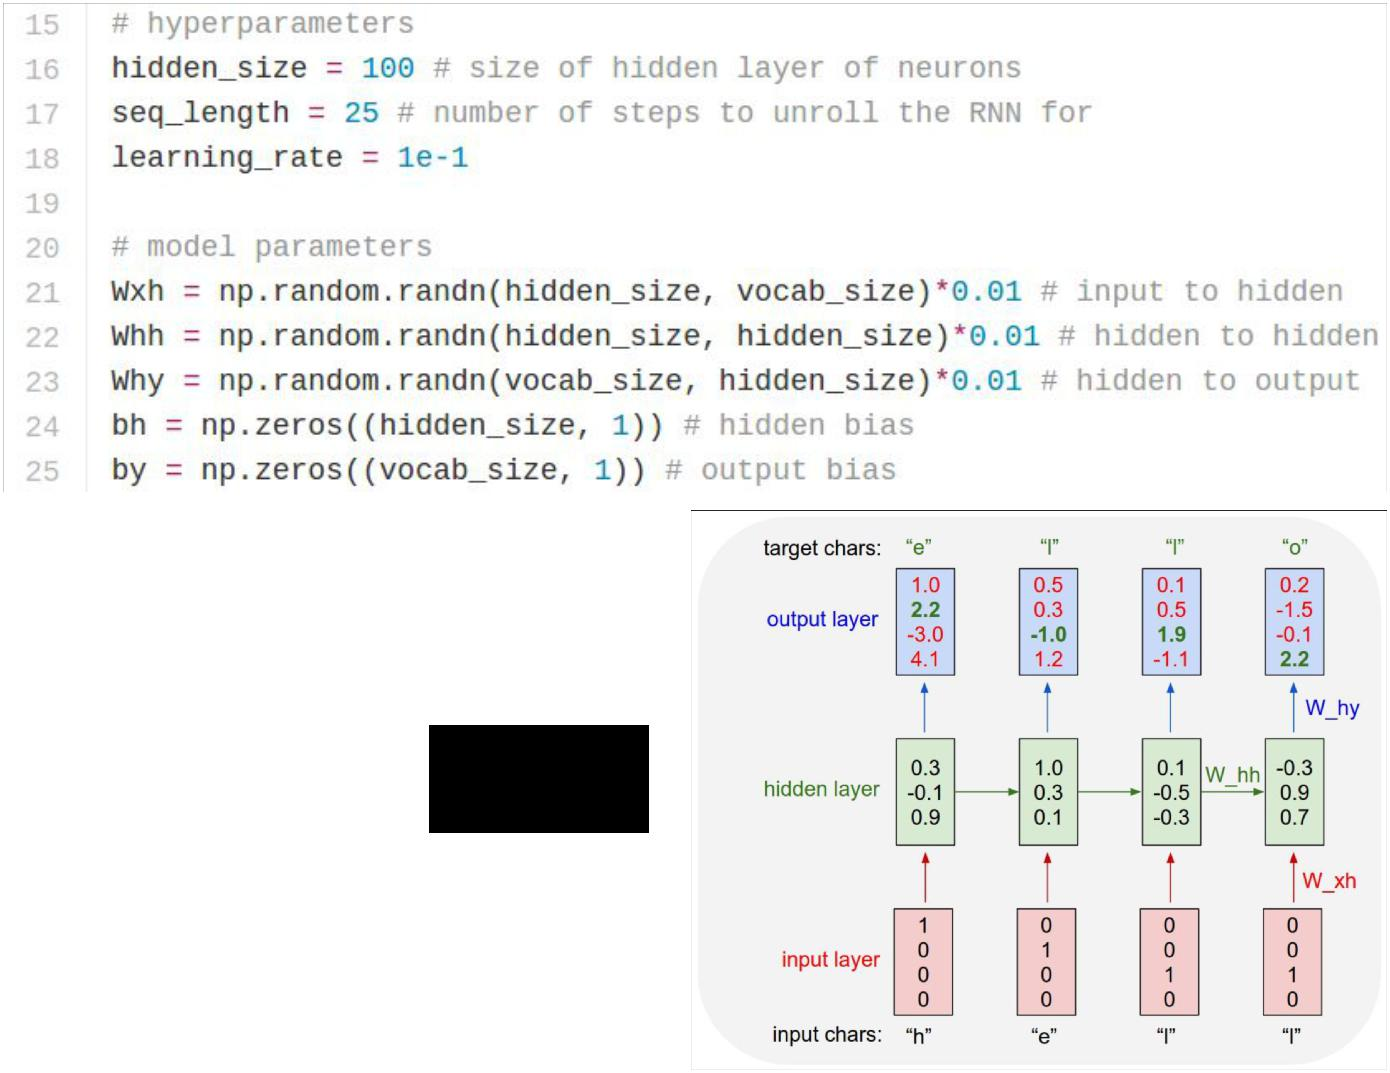 15 # hyperparameters
16 hidden_size = 100 # size of hidden layer of neurons
17 seq_length = 25 # number of steps to unroll the RNN for
18 learning_rate = 1e-1
19
20 # model parameters
21 Wxh = np.random.randn(hidden_size, vocab_size)*0.01 # input to hidden
22 Whh = np.random.randn(hidden_size, hidden_size)*0.01 # hidden to hidden
23 Why = np.random.randn(vocab_size, hidden_size)*0.01 # hidden to output
24 bh = np.zeros((hidden_size, 1)) # hidden bias
25 by = np.zeros((vocab_size, 1)) # output bias
target chars: “e” “l” “l” “o”
1.0 0.5 0.1 0.2
output layer 2.2 0.3 0.5 -1.5
-3.0 -1.0 1.9 -0.1
4.1 1.2 -1.1 2.2
W_hy
0.3 1.0 0.1 W_hh -0.3
hidden layer -0.1 0.3 -0.5 0.9
0.9 0.1 -0.3 0.7
W_xh
1 0 0 0
input layer 0 1 0 0
0 0 1 1
0 0 0 0
input chars: “h” “e” “l” “l”